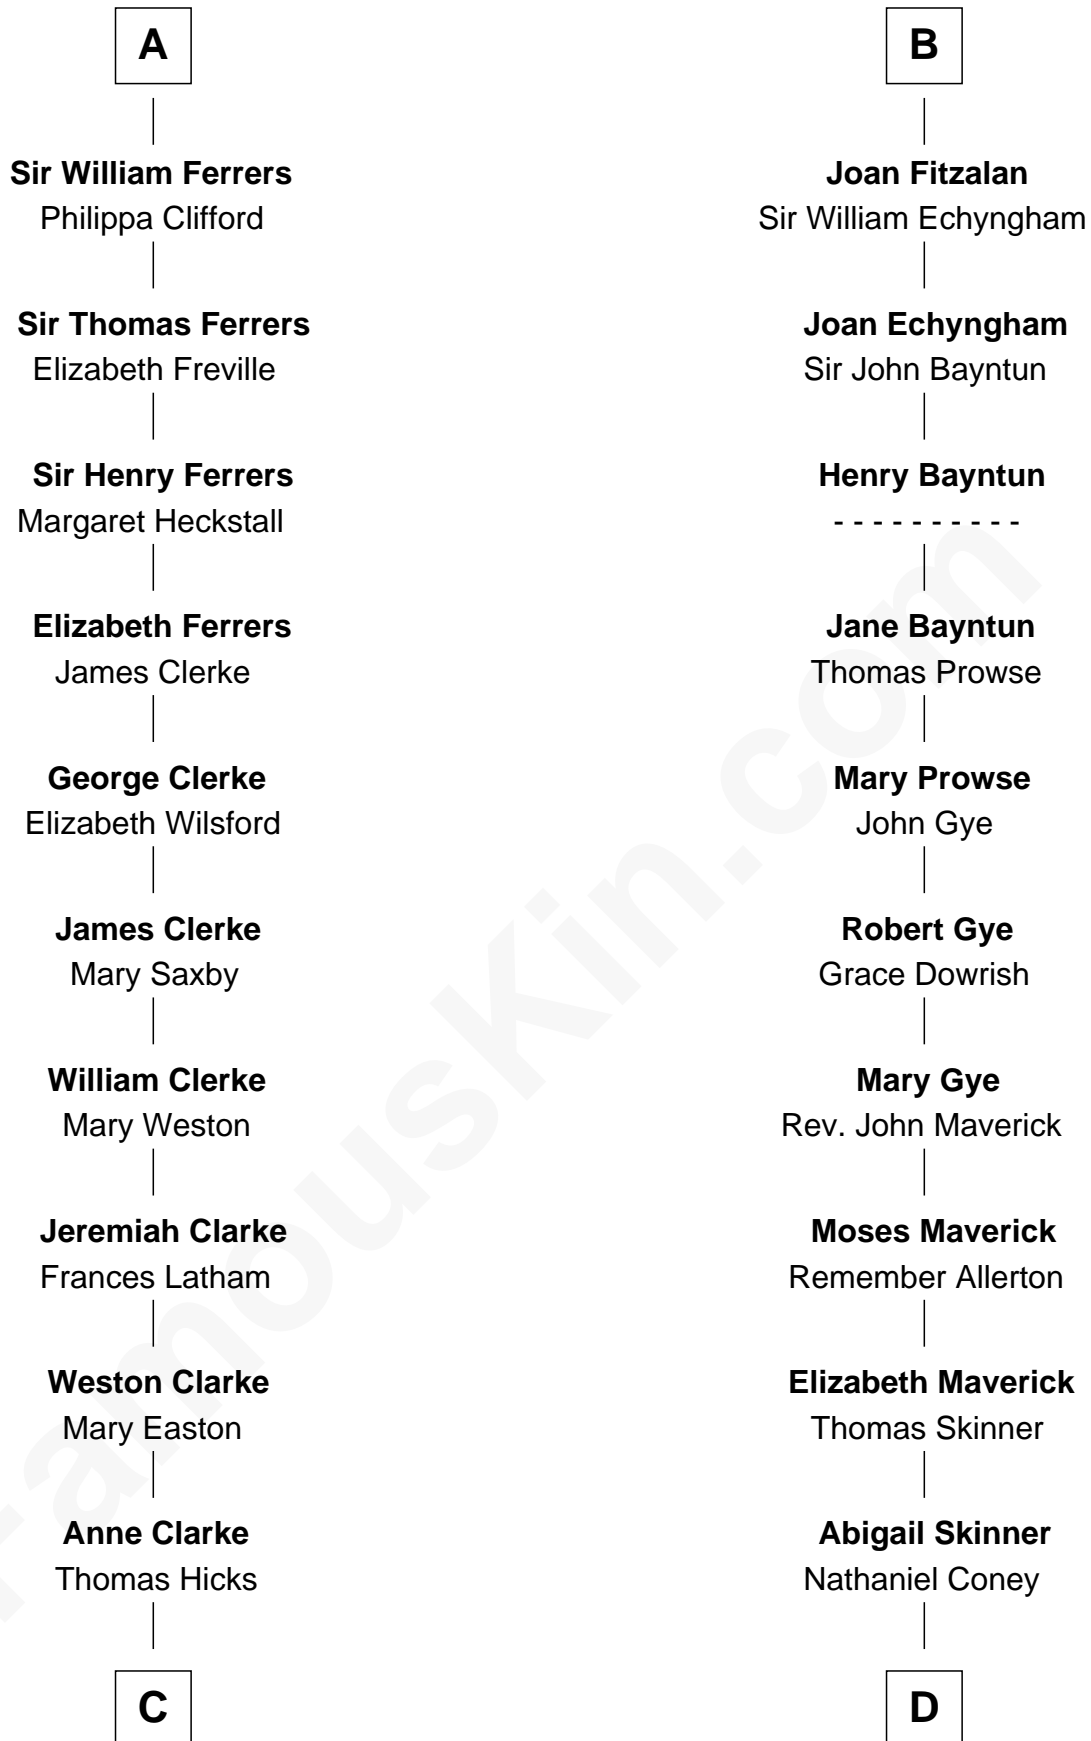 A
Sir William Ferrers
Philippa Clifford
Sir Thomas Ferrers
Elizabeth Freville
Sir Henry Ferrers
Margaret Heckstall
Elizabeth Ferrers
James Clerke
George Clerke
Elizabeth Wilsford
James Clerke
Mary Saxby
William Clerke
Mary Weston
Jeremiah Clarke
Frances Latham
Weston Clarke
Mary Easton
Anne Clarke
Thomas Hicks
C
B
Joan Fitzalan
Sir William Echyngham
Joan Echyngham
Sir John Bayntun
Henry Bayntun
- - - - - - - - - -
Jane Bayntun
Thomas Prowse
Mary Prowse
John Gye
Robert Gye
Grace Dowrish
Mary Gye
Rev. John Maverick
Moses Maverick
Remember Allerton
Elizabeth Maverick
Thomas Skinner
Abigail Skinner
Nathaniel Coney
D
FamousKin.com